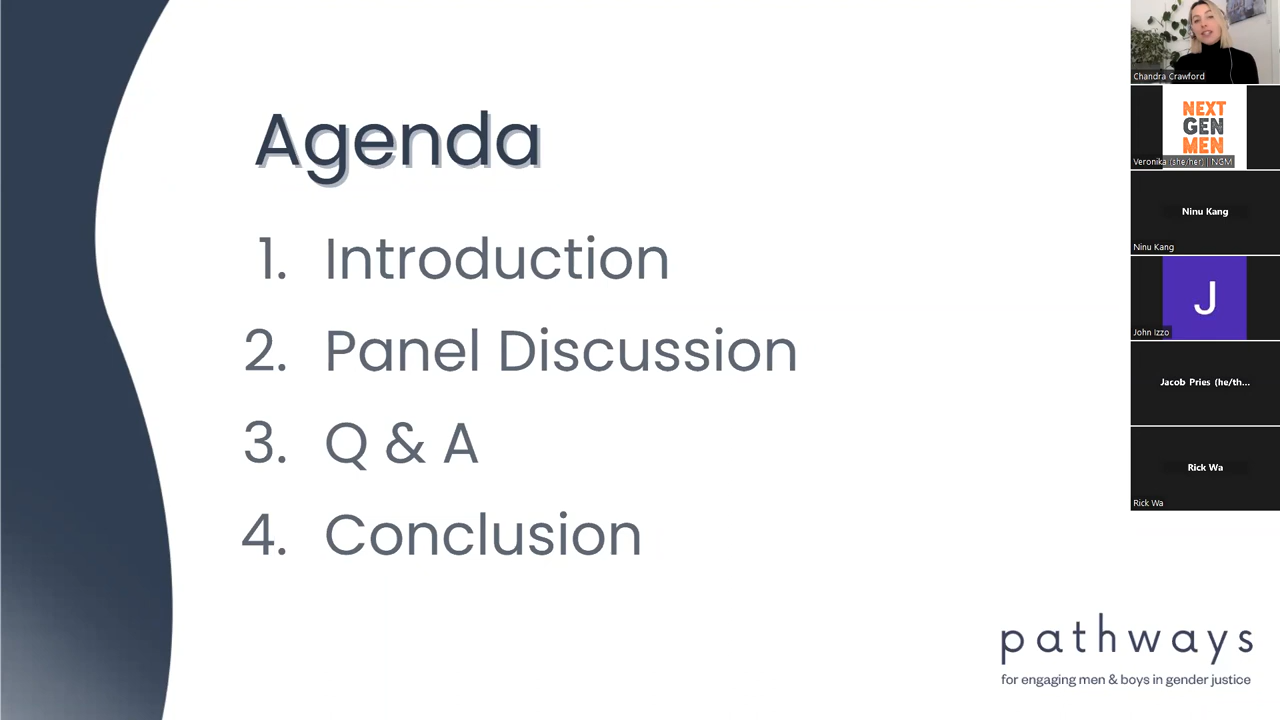 Agenda
1. Introduction
2. Panel Discussion
3. Q & A
4. Conclusion
pathways
for engaging men & boys in gender justice
Chandra Crawford
NEXT
GEN
MEN
Veronika (she/her) | NGM
Ninu Kang
Ninu Kang
J
John Izzo
Jacob Pries (he/th...
Rick Wa
Rick Wa